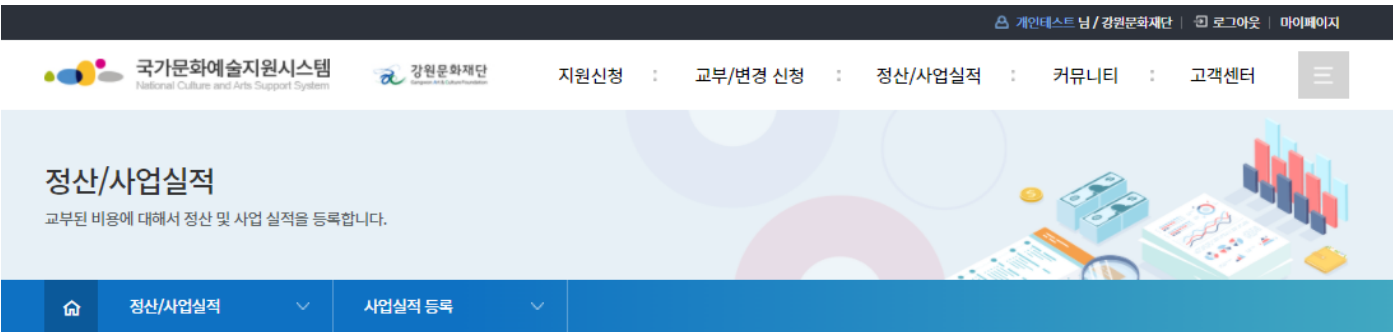 개인테스트 님 / 강원문화재단 | 로그아웃 | 마이페이지
국가문화예술지원시스템
National Culture and Arts Support System
강원문화재단
지원신청 : 교부/변경 신청 : 정산/사업실적 : 커뮤니티 : 고객센터
정산/사업실적
교부된 비용에 대해서 정산 및 사업 실적을 등록합니다.
정산/사업실적 사업실적 등록